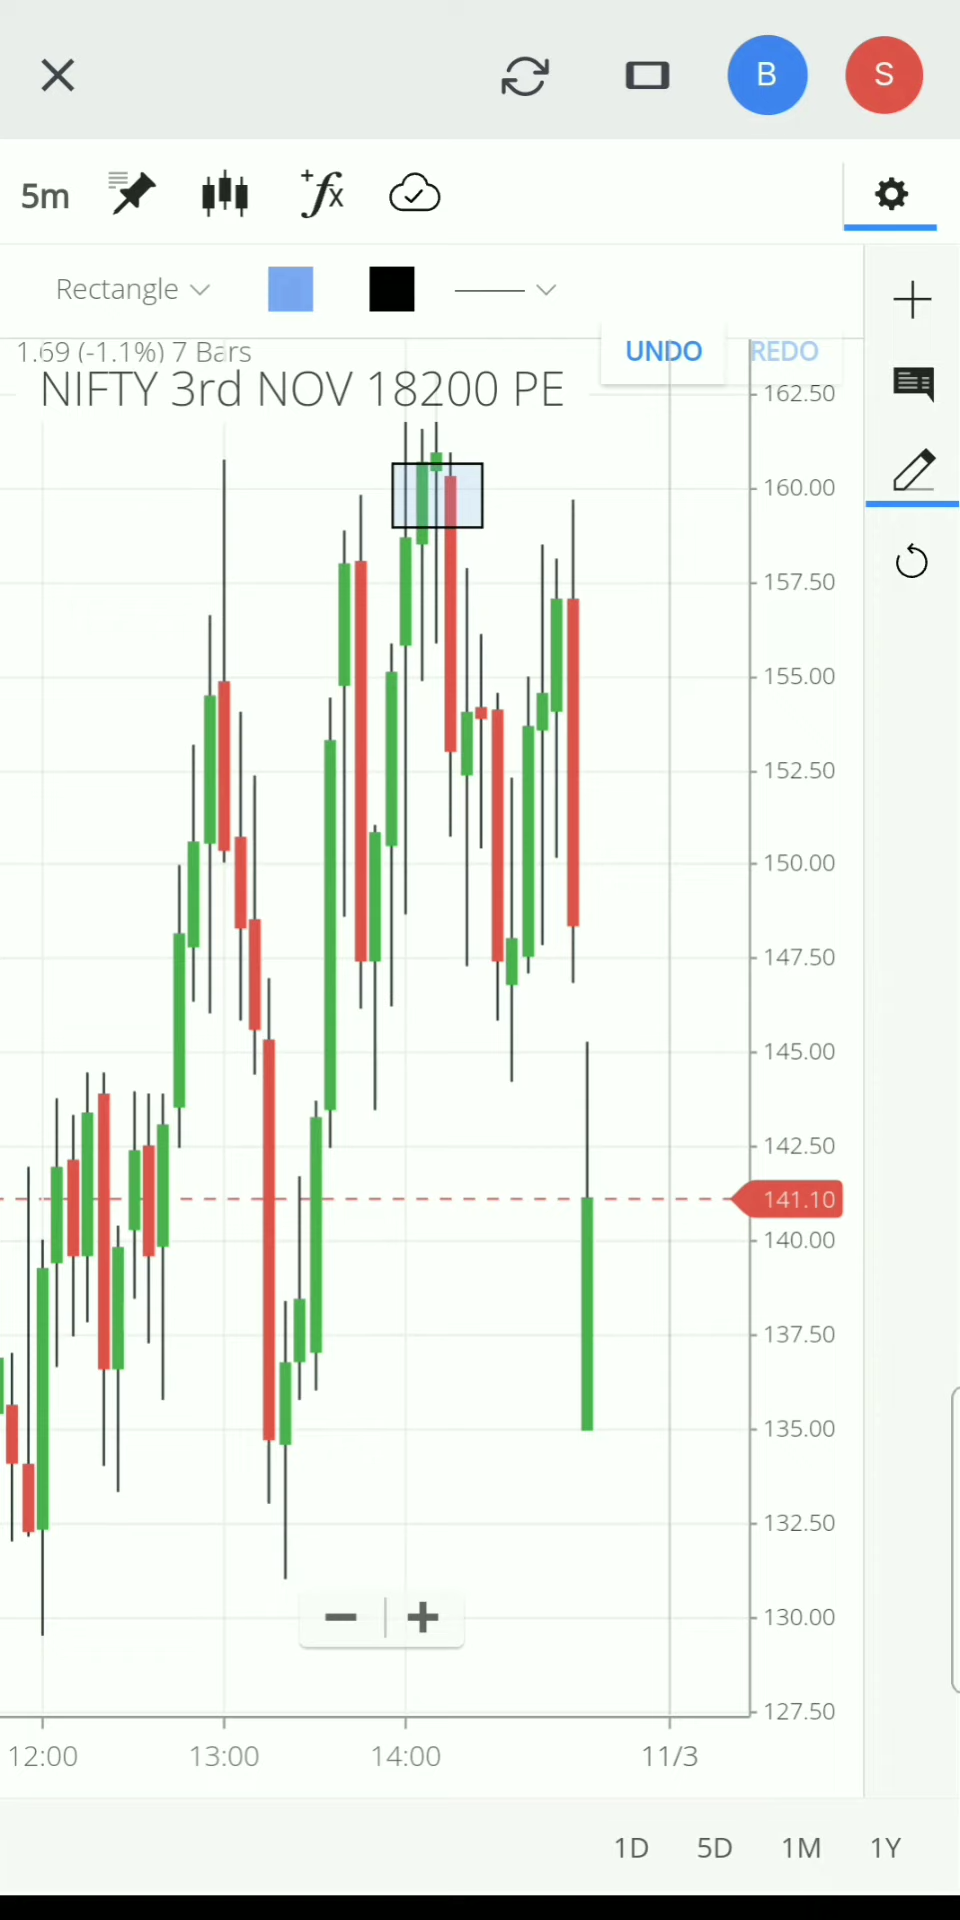 B S
5m fx
Rectangle
1.69 (-1.1%) 7 Bars
UNDO REDO
NIFTY 3rd NOV 18200 PE
162.50
160.00
157.50
155.00
152.50
150.00
147.50
145.00
142.50
141.10
140.00
137.50
135.00
132.50
130.00
127.50
12:00 13:00 14:00 11/3
1D 5D 1M 1Y